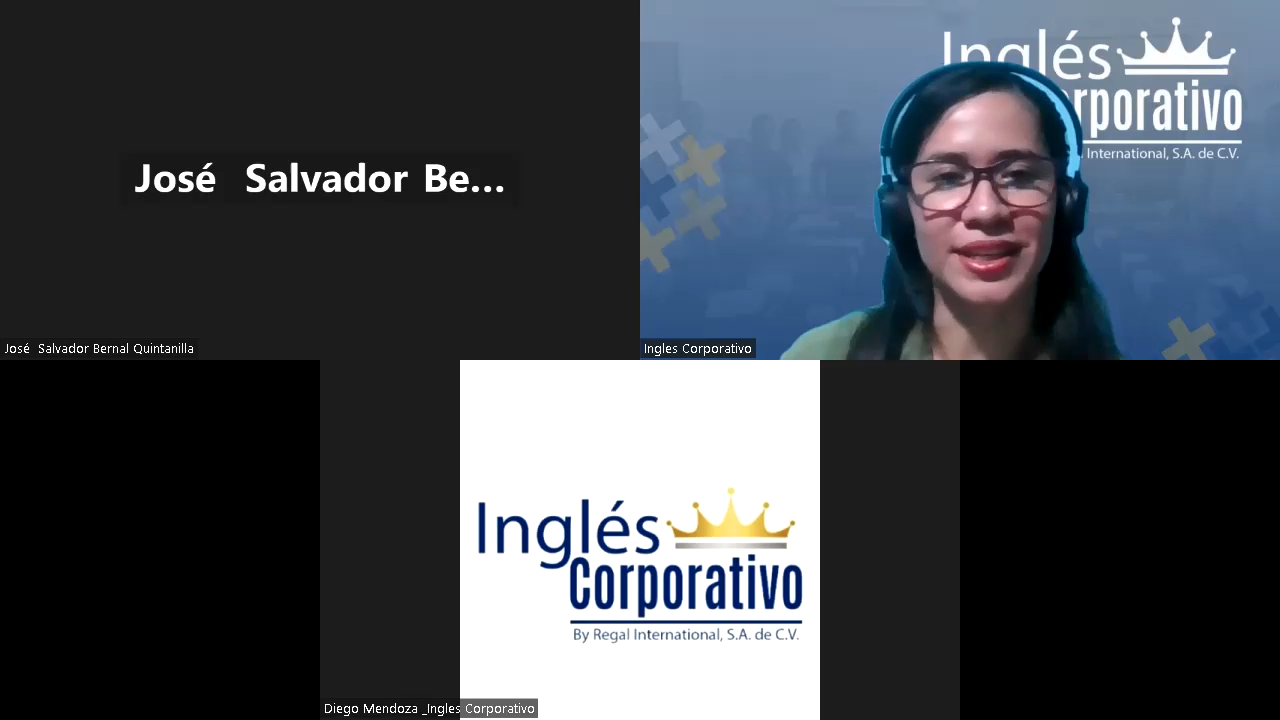 José  Salvador Be...
José  Salvador Bernal Quintanilla
Inglés
rporativo
International, S.A. de C.V.
Ingles Corporativo
Inglés
Corporativo
By Regal International, S.A. de C.V.
Diego Mendoza _Ingles Corporativo